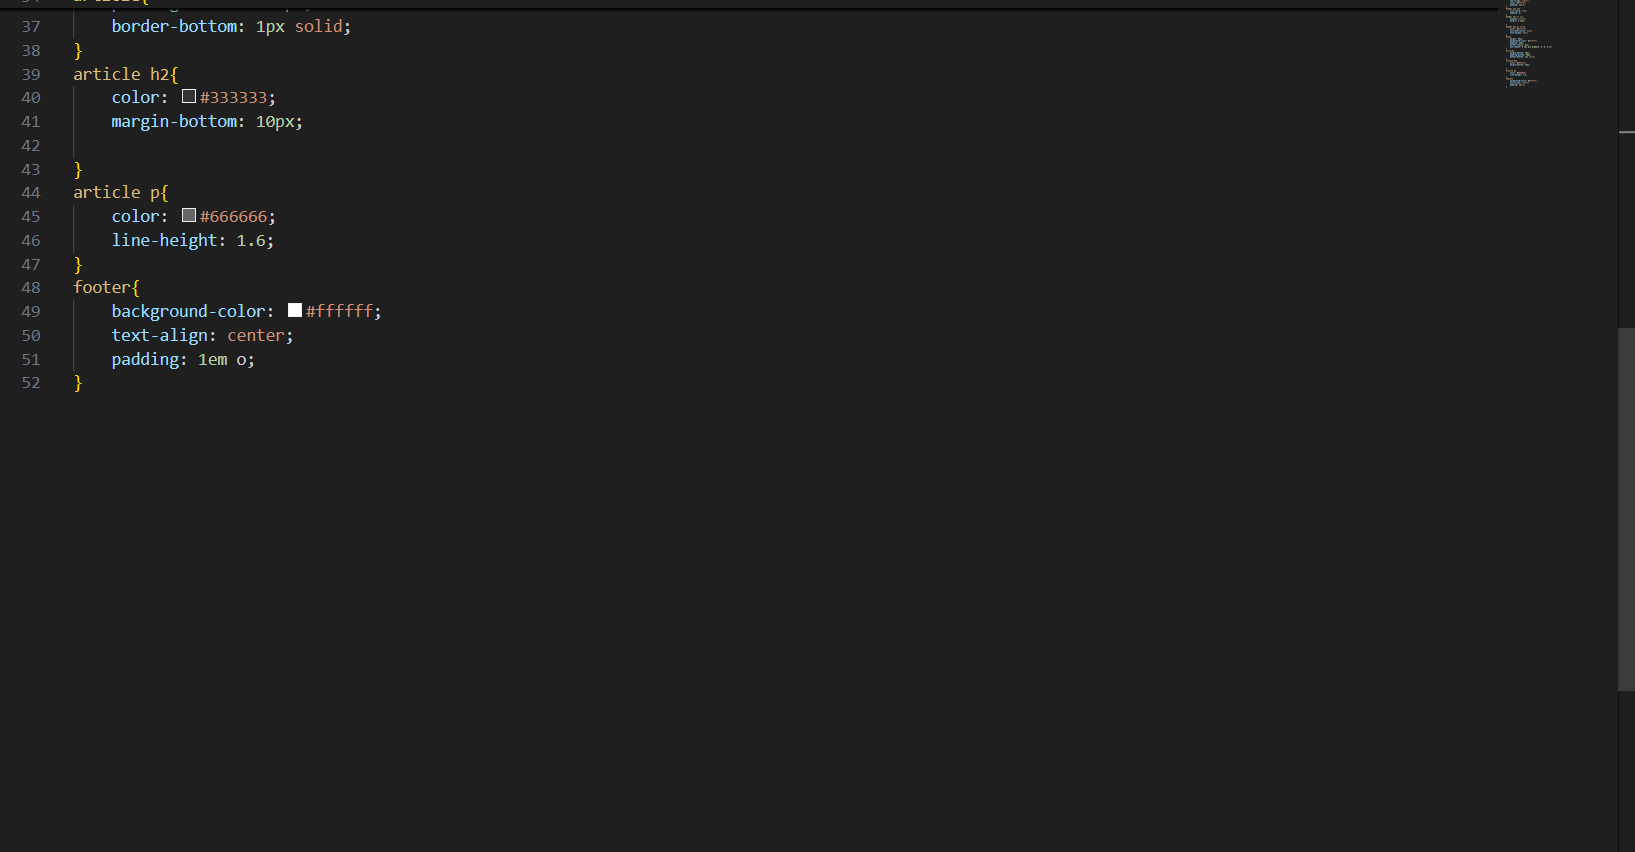 37 border-bottom: 1px solid;
38 }
39 article h2{
40 color: #333333;
41 margin-bottom: 10px;
42
43 }
44 article p{
45 color: #666666;
46 line-height: 1.6;
47 }
48 footer{
49 background-color: #ffffff;
50 text-align: center;
51 padding: 1em o;
52 }